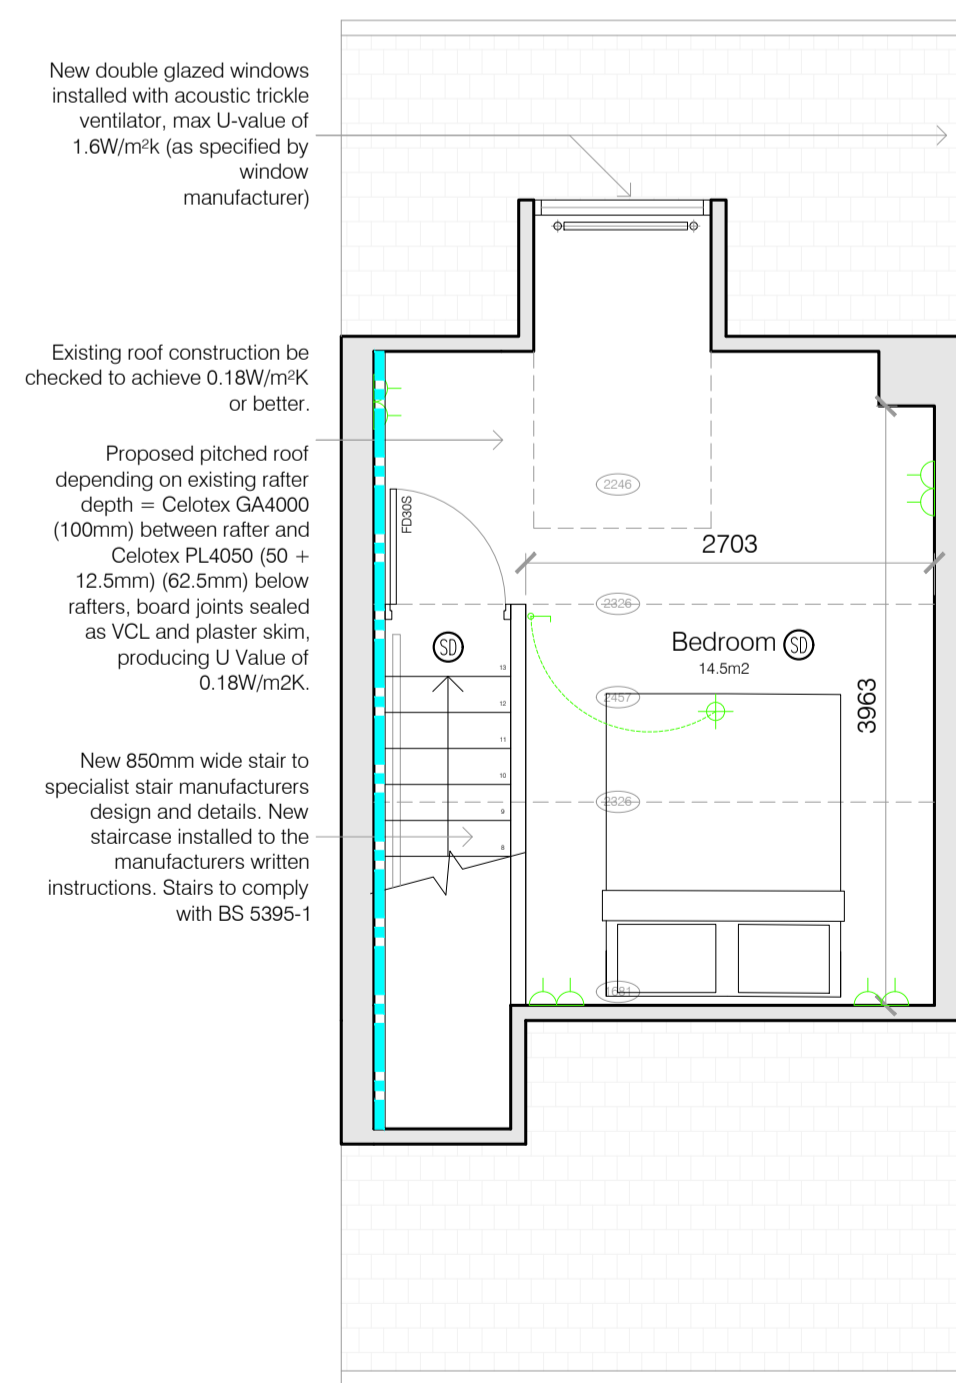 New double glazed windows
installed with acoustic trickle
ventilator, max U-value of
1.6W/m²k (as specified by
window
manufacturer)
Existing roof construction be
checked to achieve 0.18W/m²K
or better.
Proposed pitched roof
depending on existing rafter
depth = Celotex GA4000
(100mm) between rafter and
Celotex PL4050 (50 +
12.5mm) (62.5mm) below
rafters, board joints sealed
as VCL and plaster skim,
producing U Value of
0.18W/m2K.
New 850mm wide stair to
specialist stair manufacturers
design and details. New
staircase installed to the
manufacturers written
instructions. Stairs to comply
with BS 5395-1
FD30S
2246
2703
2326
SD
Bedroom SD
14.5m2
13
2457
3963
12
11
10
2326
9
8
1681